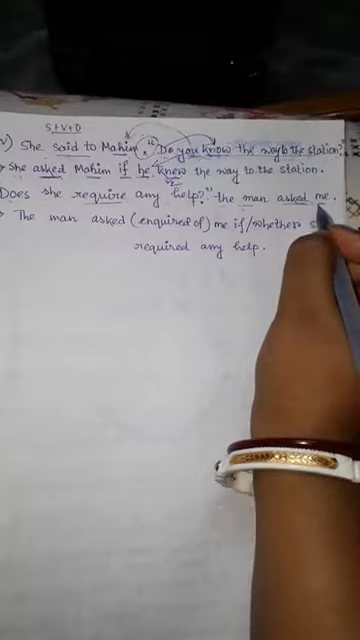 S+V+O
v) She said to Mahim, "Do you know the way to the station?"
She asked Mahim if he knew the way to the station.
V2
Does she require any help?" the man asked me.
The man asked (enquired of) me if/whether s
required any help.